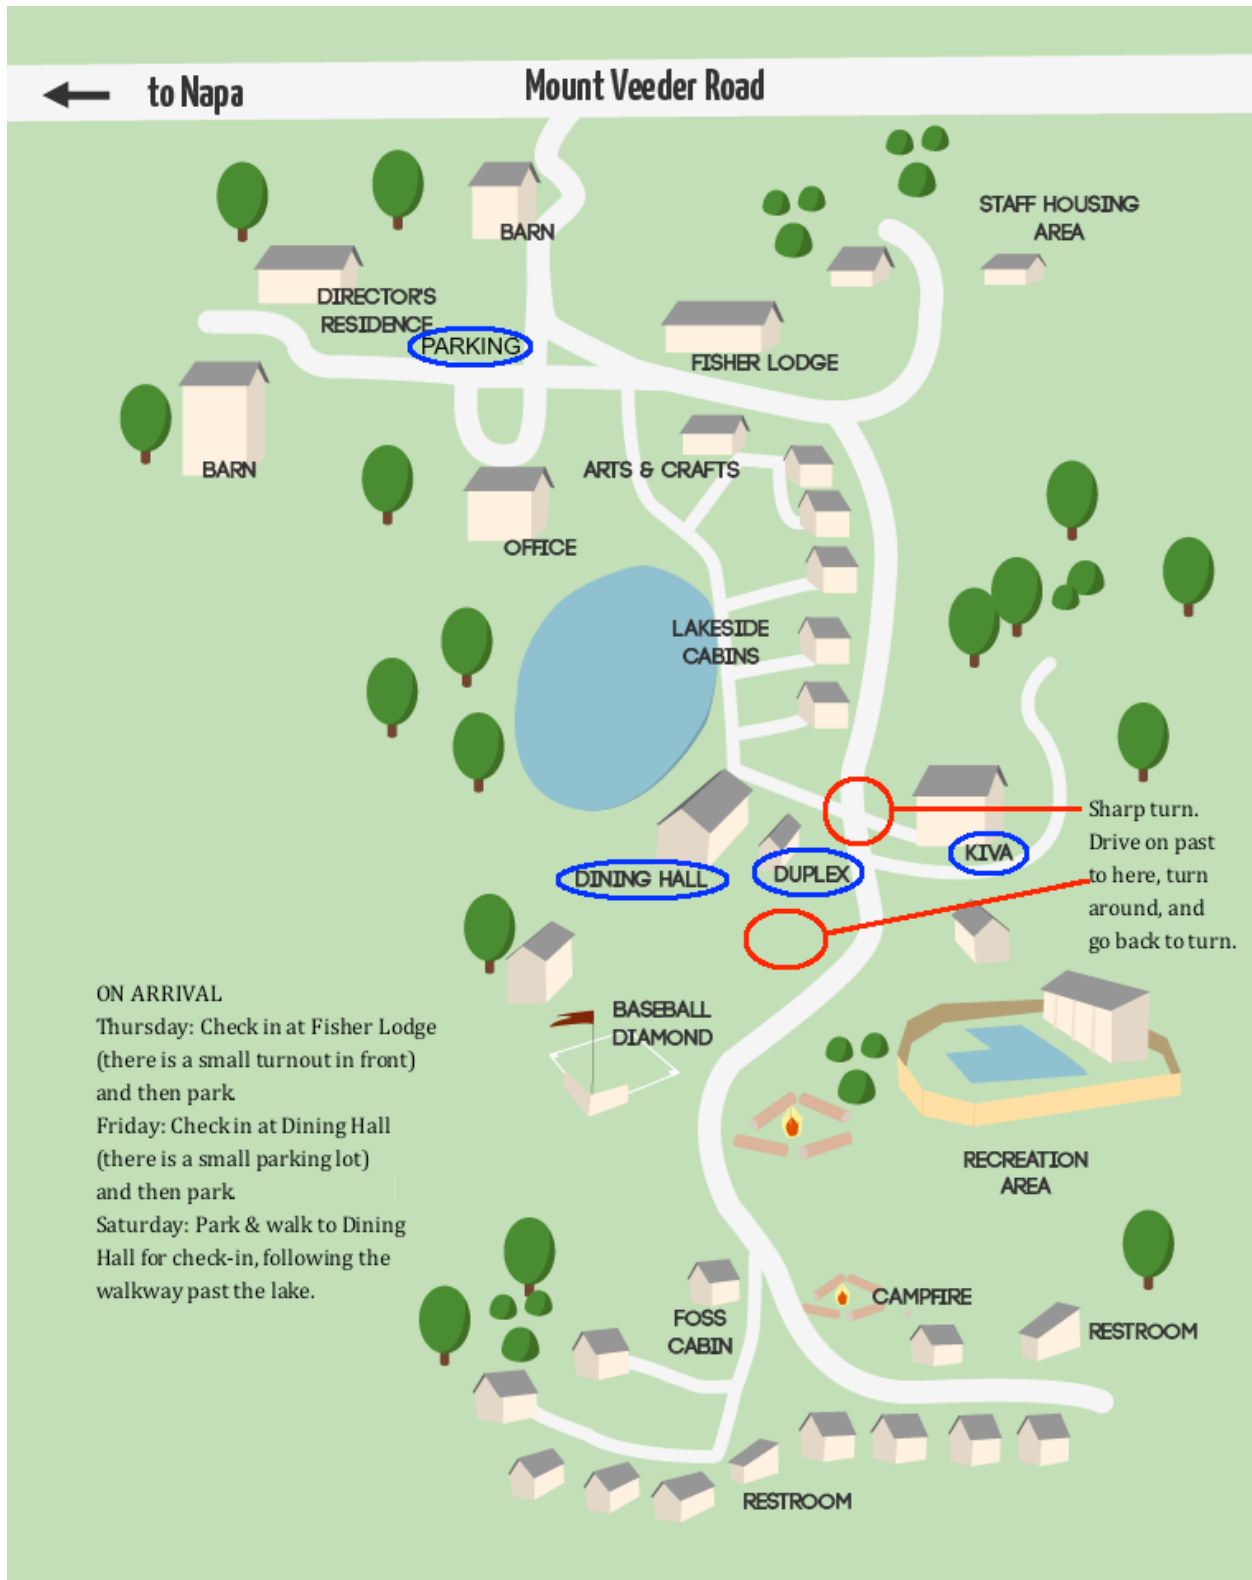 to Napa
Mount Veeder Road
STAFF HOUSING
AREA
BARN
DIRECTOR'S
RESIDENCE
PARKING
FISHER LODGE
BARN
ARTS & CRAFTS
OFFICE
LAKESIDE
CABINS
Sharp turn.
Drive on past
to here, turn
around, and
go back to turn.
KIVA
DINING HALL
DUPLEX
ON ARRIVAL
Thursday: Check in at Fisher Lodge
(there is a small turnout in front)
and then park.
Friday: Check in at Dining Hall
(there is a small parking lot)
and then park.
Saturday: Park & walk to Dining
Hall for check-in, following the
walkway past the lake.
BASEBALL
DIAMOND
RECREATION
AREA
CAMPFIRE
FOSS
CABIN
RESTROOM
RESTROOM